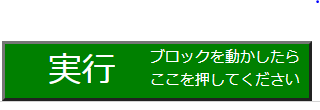 実行
ブロックを動かしたら
ここを押してください